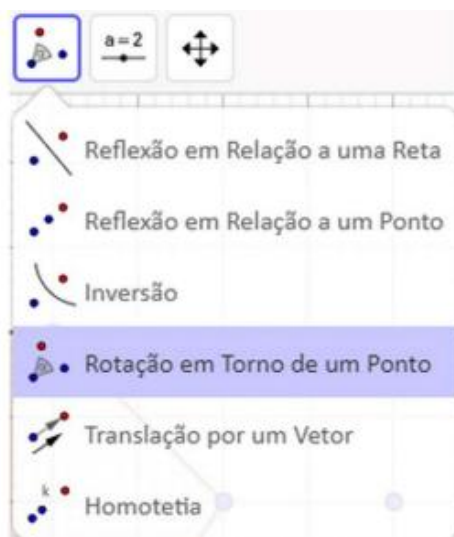 a = 2
Reflexão em Relação a uma Reta
Reflexão em Relação a um Ponto
Inversão
Rotação em Torno de um Ponto
Translação por um Vetor
k
Homotetia